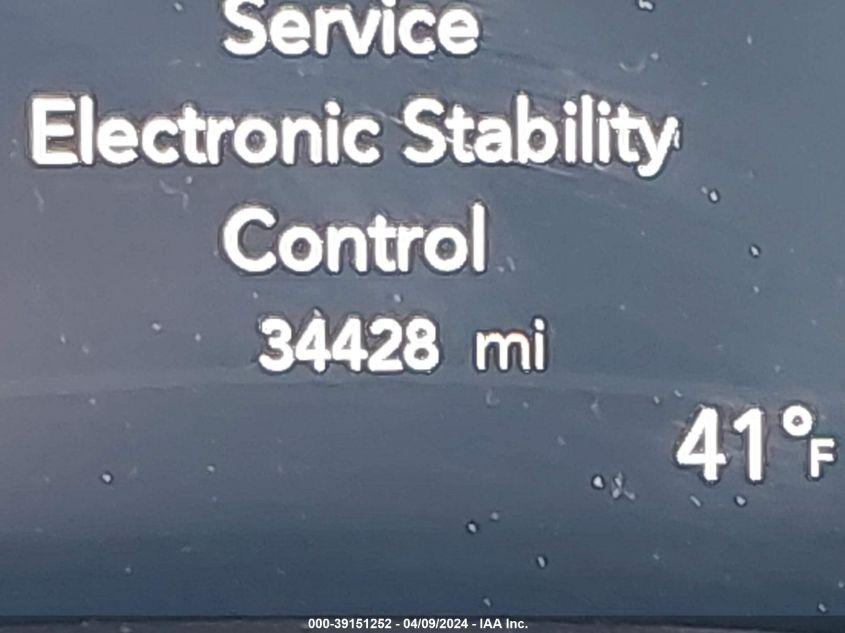 Service
Electronic Stability
Control
34428 mi
41°F
000-39151252 - 04/09/2024 - IAA Inc.